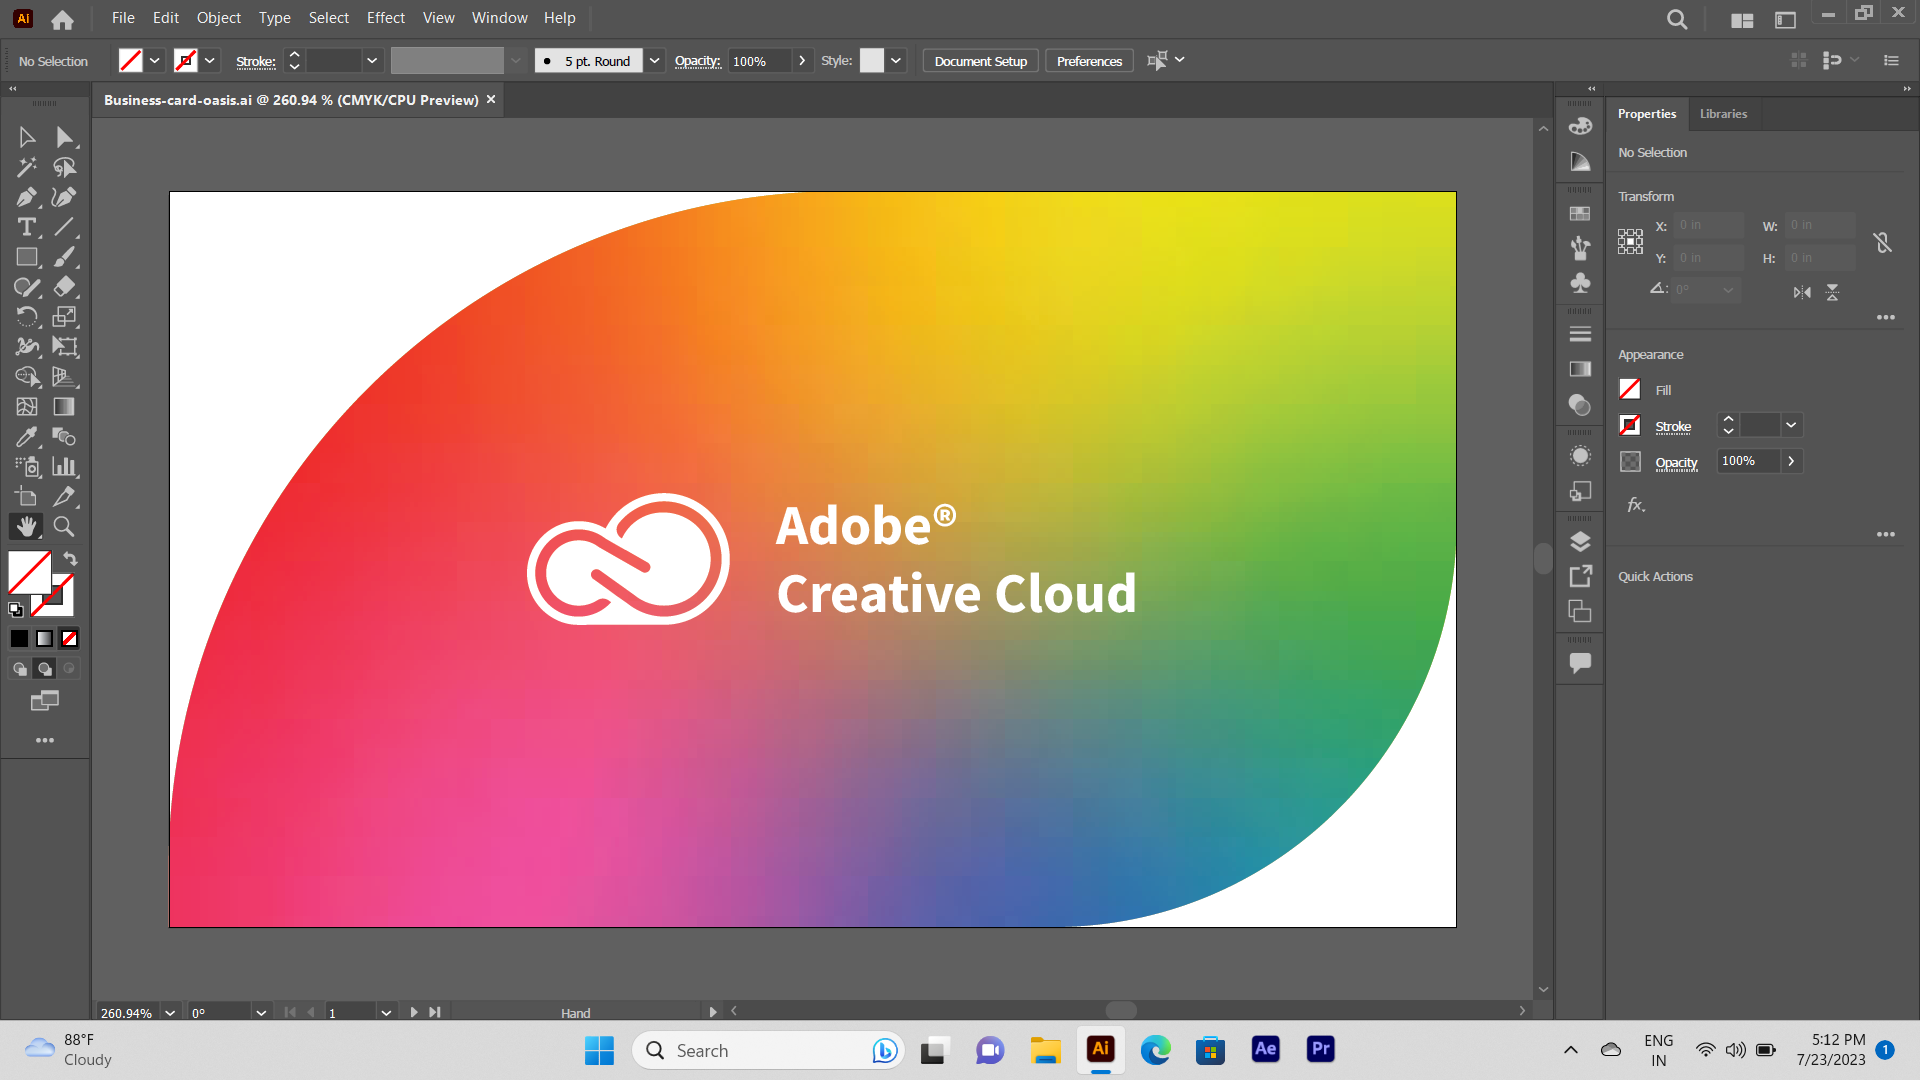 Ai File Edit Object Type Select Effect View Window Help
No Selection Stroke: 5 pt. Round Opacity: 100% Style: Document Setup Preferences
Business-card-oasis.ai @ 260.94 % (CMYK/CPU Preview) ×
Properties Libraries
No Selection
Transform
X: 0 in W: 0 in
Y: 0 in H: 0 in
0°
Appearance
Fill
Stroke
Opacity 100%
fx.
Quick Actions
Adobe®
Creative Cloud
260.94% 0° 1 Hand
88°F
Cloudy
Search
Ai
Ae
Pr
ENG
IN
5:12 PM
7/23/2023
1